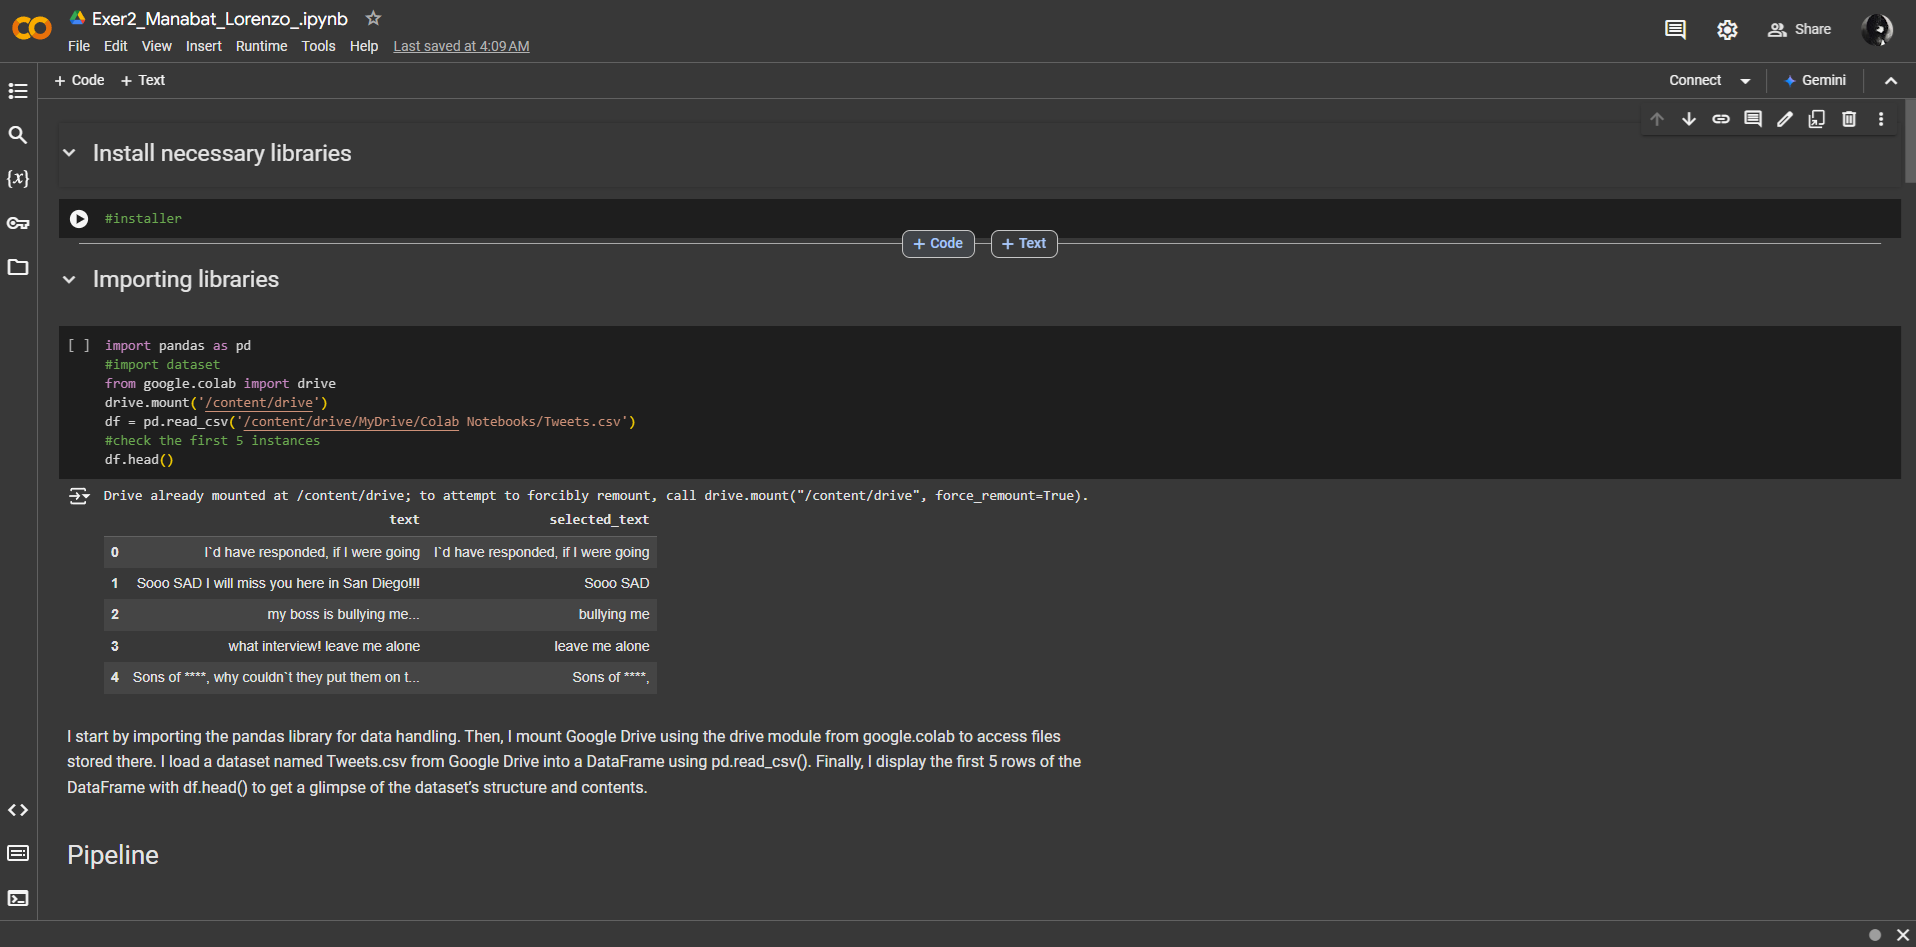 Exer2_Manabat_Lorenzo_.ipynb
File Edit View Insert Runtime Tools Help Last saved at 4:09 AM
Share
+ Code + Text
Connect
Gemini
Install necessary libraries
#installer
+ Code + Text
Importing libraries
[ ] import pandas as pd
#import dataset
from google.colab import drive
drive.mount('/content/drive')
df = pd.read_csv('/content/drive/MyDrive/Colab Notebooks/Tweets.csv')
#check the first 5 instances
df.head()
Drive already mounted at /content/drive; to attempt to forcibly remount, call drive.mount("/content/drive", force_remount=True).
text selected_text
0 I`d have responded, if I were going I`d have responded, if I were going
1 Sooo SAD I will miss you here in San Diego!!! Sooo SAD
2 my boss is bullying me... bullying me
3 what interview! leave me alone leave me alone
4 Sons of ****, why couldn`t they put them on t... Sons of ****,
I start by importing the pandas library for data handling. Then, I mount Google Drive using the drive module from google.colab to access files
stored there. I load a dataset named Tweets.csv from Google Drive into a DataFrame using pd.read_csv(). Finally, I display the first 5 rows of the
DataFrame with df.head() to get a glimpse of the dataset's structure and contents.
Pipeline